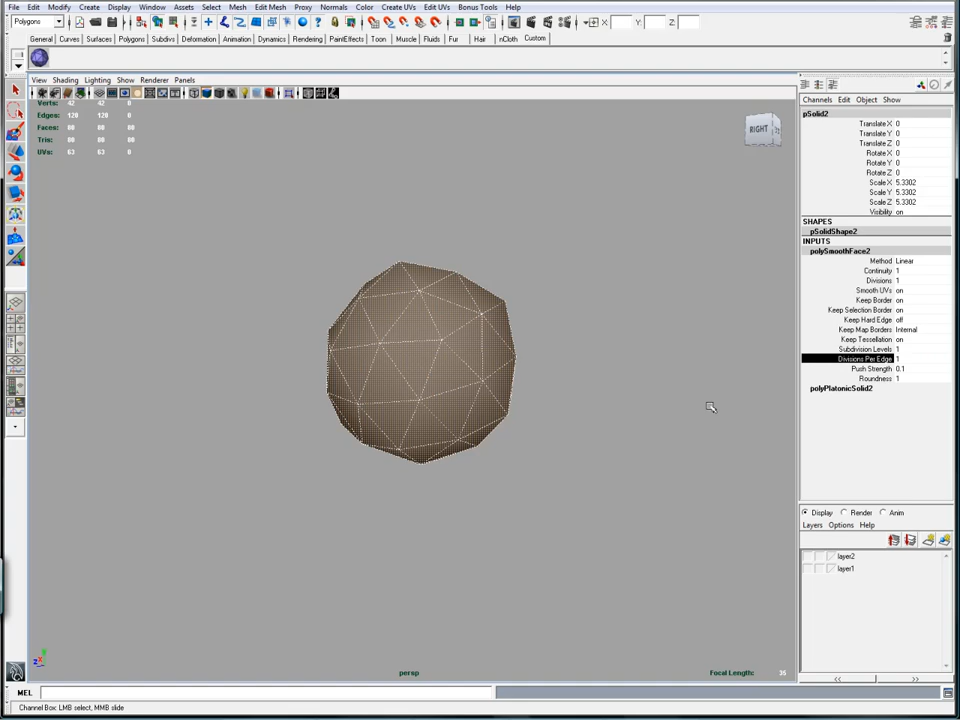 File Edit Modify Create Display Window Assets Select Mesh Edit Mesh Proxy Normals Color Create UVs Edit UVs Bonus Tools Help
Polygons X: Y: Z:
General Curves Surfaces Polygons Subdivs Deformation Animation Dynamics Rendering PaintEffects Toon Muscle Fluids Fur Hair nCloth Custom
View Shading Lighting Show Renderer Panels
Channels Edit Object Show
Verts: 42 42 0
Edges: 120 120 0
Faces: 80 80 80
Tris: 80 80 80
UVs: 63 63 0
RIGHT
pSolid2
Translate X 0
Translate Y 0
Translate Z 0
Rotate X 0
Rotate Y 0
Rotate Z 0
Scale X 5.3302
Scale Y 5.3302
Scale Z 5.3302
Visibility on
SHAPES
pSolidShape2
INPUTS
polySmoothFace2
Method Linear
Continuity 1
Divisions 1
Smooth UVs on
Keep Border on
Keep Selection Border on
Keep Hard Edge off
Keep Map Borders Internal
Keep Tessellation on
Subdivision Levels 1
Divisions Per Edge 1
Push Strength 0.1
Roundness 1
polyPlatonicSolid2
Display Render Anim
Layers Options Help
layer2
layer1
persp
Focal Length: 35
MEL
Channel Box: LMB select, MMB slide